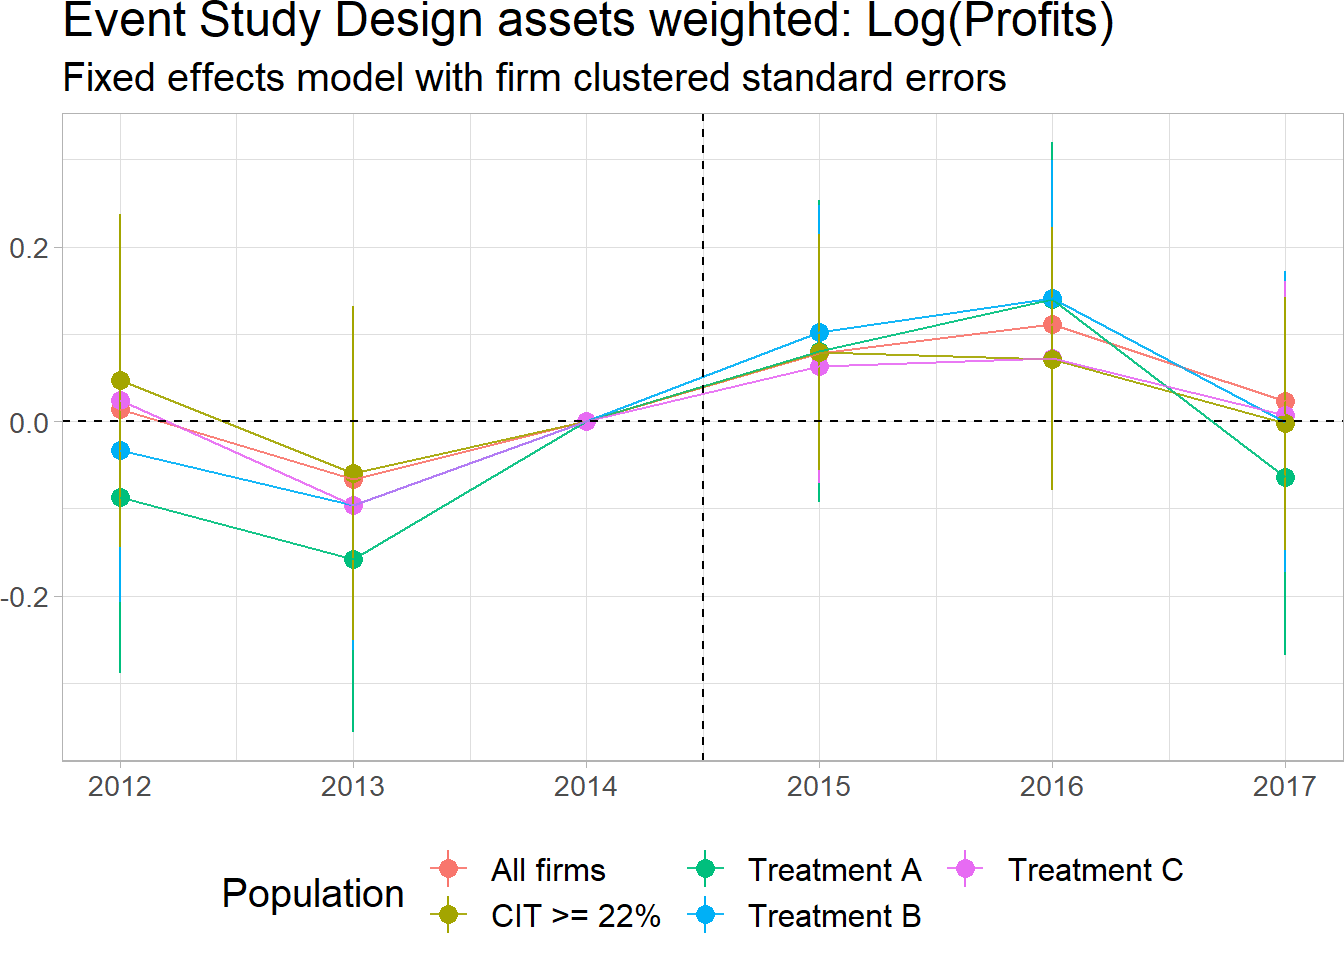 Event Study Design assets weighted: Log(Profits)
Fixed effects model with firm clustered standard errors
0.2
0.0
-0.2
2012 2013 2014 2015 2016 2017
Population
All firms Treatment A Treatment C
CIT >= 22% Treatment B